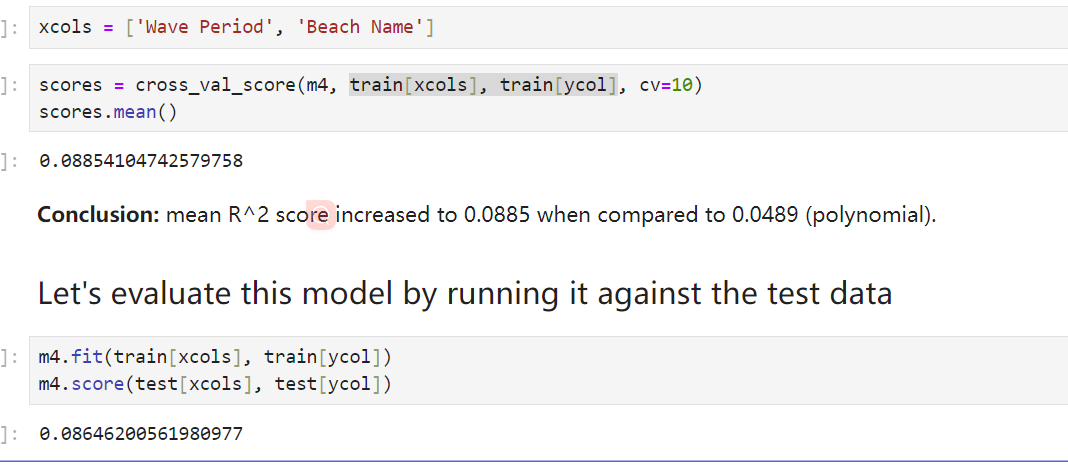 ]: xcols = ['Wave Period', 'Beach Name']
]: scores = cross_val_score(m4, train[xcols], train[ycol], cv=10)
scores.mean()
]: 0.08854104742579758
Conclusion: mean R^2 score increased to 0.0885 when compared to 0.0489 (polynomial).
Let's evaluate this model by running it against the test data
]: m4.fit(train[xcols], train[ycol])
m4.score(test[xcols], test[ycol])
]: 0.08646200561980977